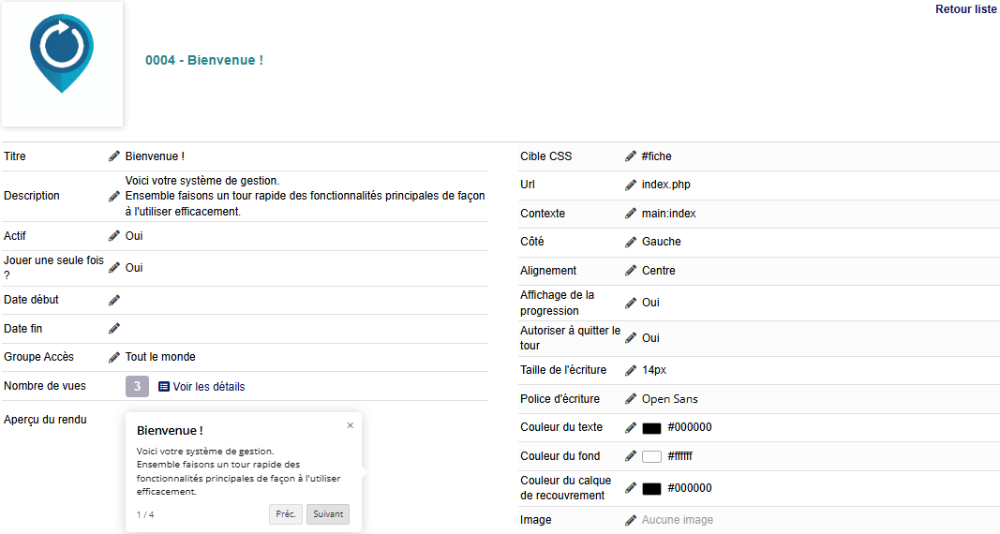 Retour liste
0004 - Bienvenue !
Titre
Bienvenue !
Description
Voici votre système de gestion.
Ensemble faisons un tour rapide des fonctionnalités principales de façon
à l'utiliser efficacement.
Actif
Oui
Jouer une seule fois
?
Oui
Date début
Date fin
Groupe Accès
Tout le monde
Nombre de vues
3
Voir les détails
Aperçu du rendu
Bienvenue !
×
Voici votre système de gestion.
Ensemble faisons un tour rapide des
fonctionnalités principales de façon à l'utiliser
efficacement.
1 / 4
Préc.
Suivant
Cible CSS
#fiche
Url
index.php
Contexte
main:index
Côté
Gauche
Alignement
Centre
Affichage de la
progression
Oui
Autoriser à quitter le
tour
Oui
Taille de l'écriture
14px
Police d'écriture
Open Sans
Couleur du texte
#000000
Couleur du fond
#ffffff
Couleur du calque
de recouvrement
#000000
Image
Aucune image